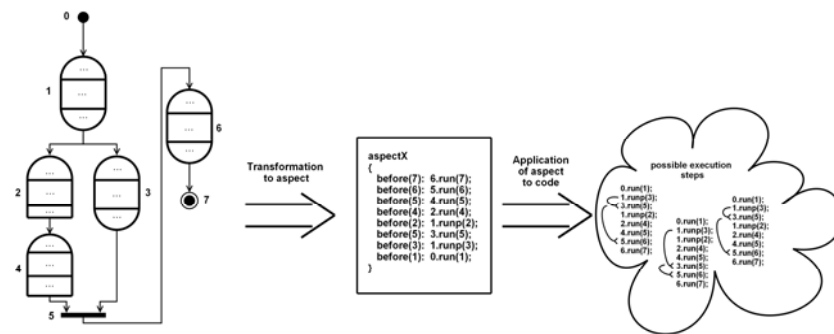 0
1
...
...
...
2
...
...
...
3
...
...
...
4
...
...
...
5
6
...
...
...
7
Transformation
to aspect
aspectX
{
before(7): 6.run(7);
before(6): 5.run(6);
before(5): 4.run(5);
before(4): 2.run(4);
before(2): 1.runp(2);
before(5): 3.run(5);
before(3): 1.runp(3);
before(1): 0.run(1);
}
Application
of aspect
to code
possible execution
steps
0.run(1);
1.runp(3);
3.run(5);
1.runp(2);
2.run(4);
4.run(5);
5.run(6);
6.run(7);
0.run(1);
1.runp(3);
1.runp(2);
2.run(4);
4.run(5);
3.run(5);
5.run(6);
6.run(7);
0.run(1);
1.runp(3);
3.run(5);
1.runp(2);
2.run(4);
4.run(5);
5.run(6);
6.run(7);